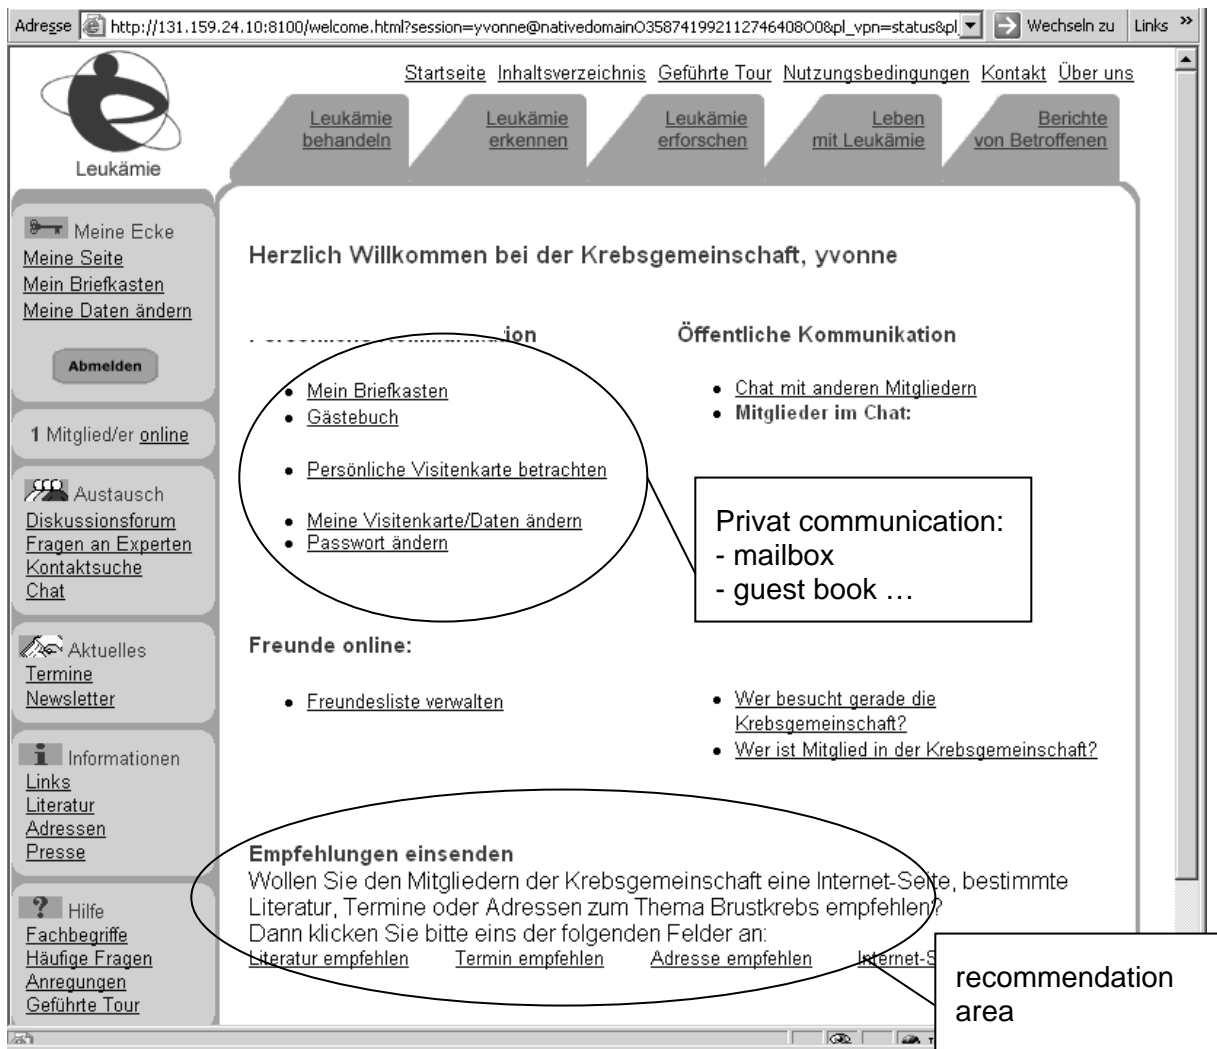 Adresse http://131.159.24.10:8100/welcome.html?session=yvonne@nativedomainO358741992112746408O0&pl_vpn=status&pl_ Wechseln zu Links »
Startseite Inhaltsverzeichnis Geführte Tour Nutzungsbedingungen Kontakt Über uns
Leukämie
Leukämie behandeln
Leukämie erkennen
Leukämie erforschen
Leben mit Leukämie
Berichte von Betroffenen
Meine Ecke
Meine Seite
Mein Briefkasten
Meine Daten ändern
Abmelden
1 Mitglied/er online
Austausch
Diskussionsforum
Fragen an Experten
Kontaktsuche
Chat
Aktuelles
Termine
Newsletter
i Informationen
Links
Literatur
Adressen
Presse
? Hilfe
Fachbegriffe
Häufige Fragen
Anregungen
Geführte Tour
Herzlich Willkommen bei der Krebsgemeinschaft, yvonne
Öffentliche Kommunikation
• Mein Briefkasten
• Gästebuch
• Persönliche Visitenkarte betrachten
• Meine Visitenkarte/Daten ändern
• Passwort ändern
• Chat mit anderen Mitgliedern
• Mitglieder im Chat:
Privat communication:
- mailbox
- guest book …
Freunde online:
• Freundesliste verwalten
• Wer besucht gerade die
Krebsgemeinschaft?
• Wer ist Mitglied in der Krebsgemeinschaft?
Empfehlungen einsenden
Wollen Sie den Mitgliedern der Krebsgemeinschaft eine Internet-Seite, bestimmte
Literatur, Termine oder Adressen zum Thema Brustkrebs empfehlen?
Dann klicken Sie bitte eins der folgenden Felder an:
Literatur empfehlen Termin empfehlen Adresse empfehlen Internet-S
recommendation
area